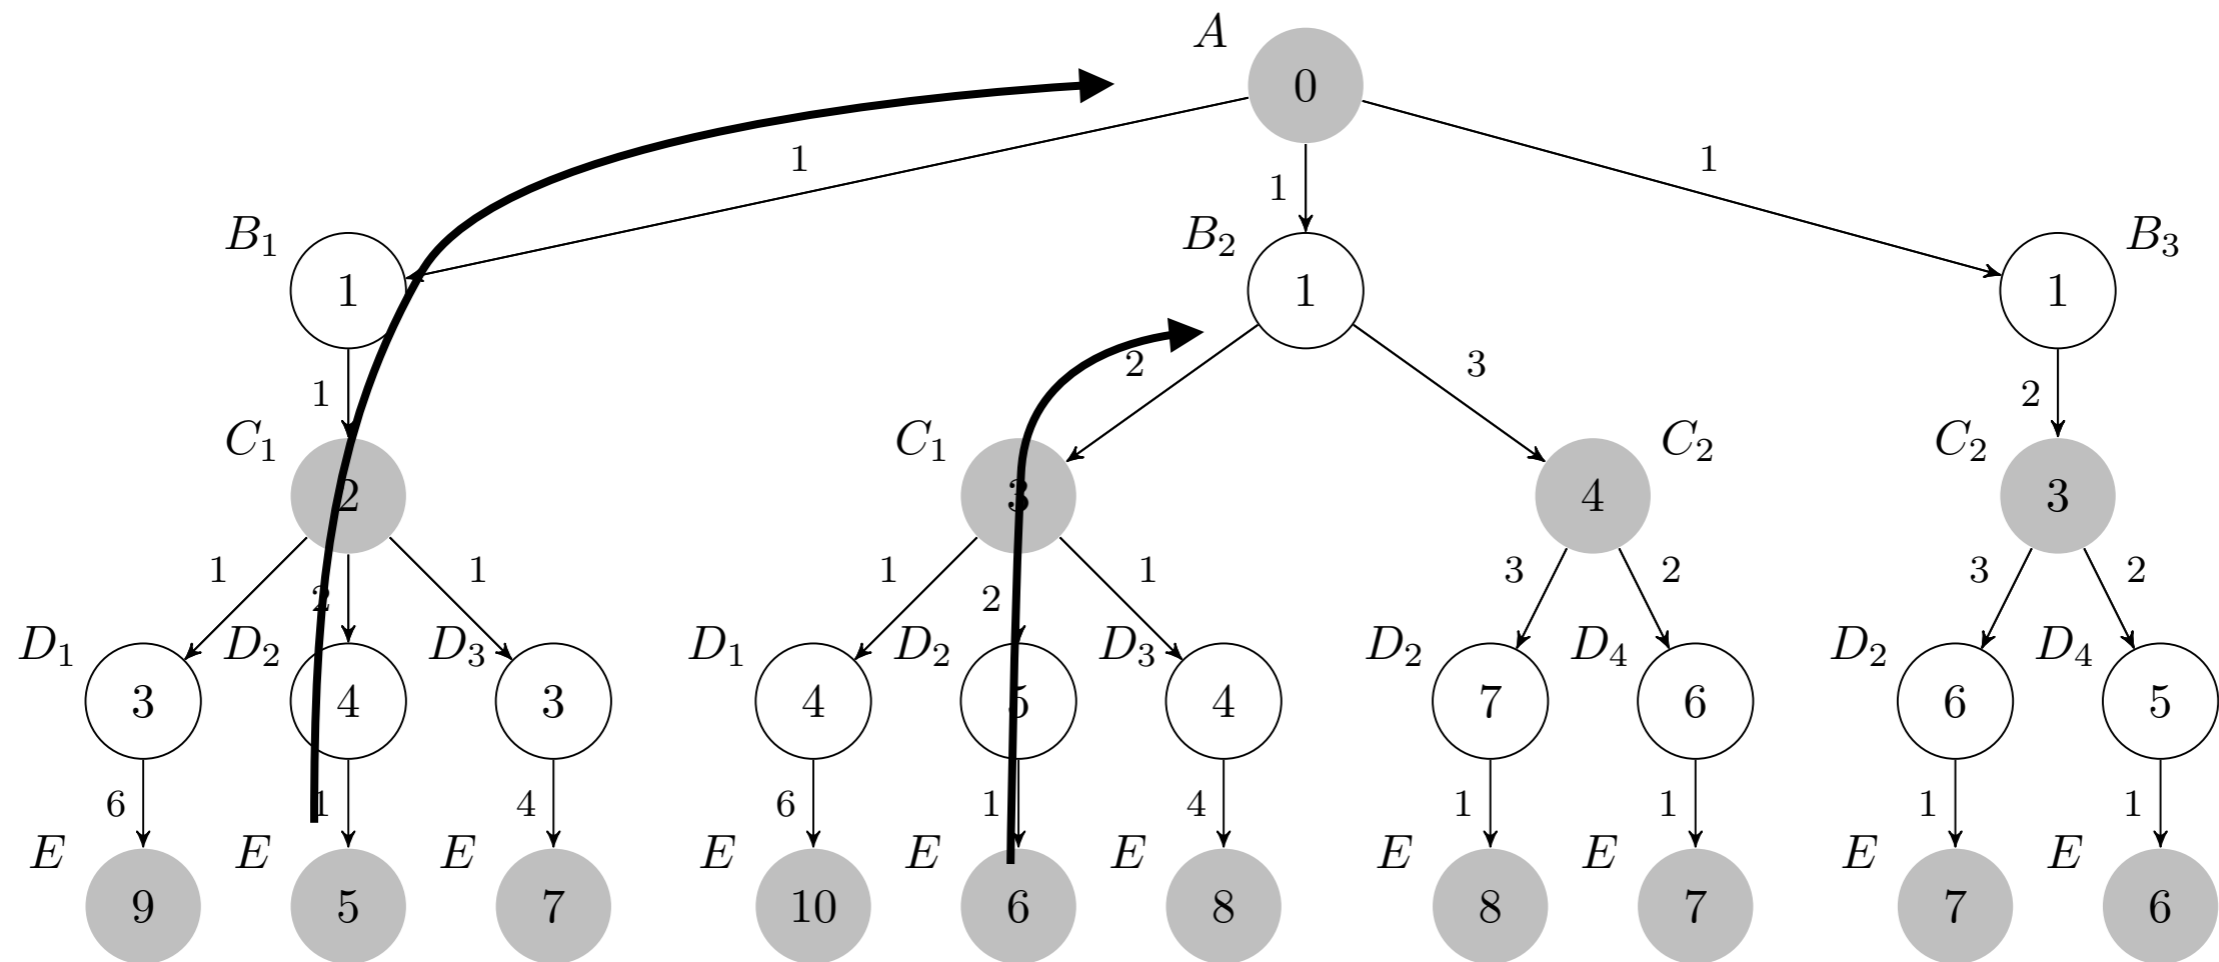 A
0
1 1 1
B₁ B₂ B₃
1 1 1
1 2 3 2
C₁ C₁ C₂ C₂
2 3 4 3
1 2 1 1 2 1 3 2 3 2
D₁ D₂ D₃ D₁ D₂ D₃ D₂ D₄ D₂ D₄
3 4 3 4 5 4 7 6 6 5
6 1 4 6 1 4 1 1 1 1
E E E E E E E E E E
9 5 7 10 6 8 8 7 7 6